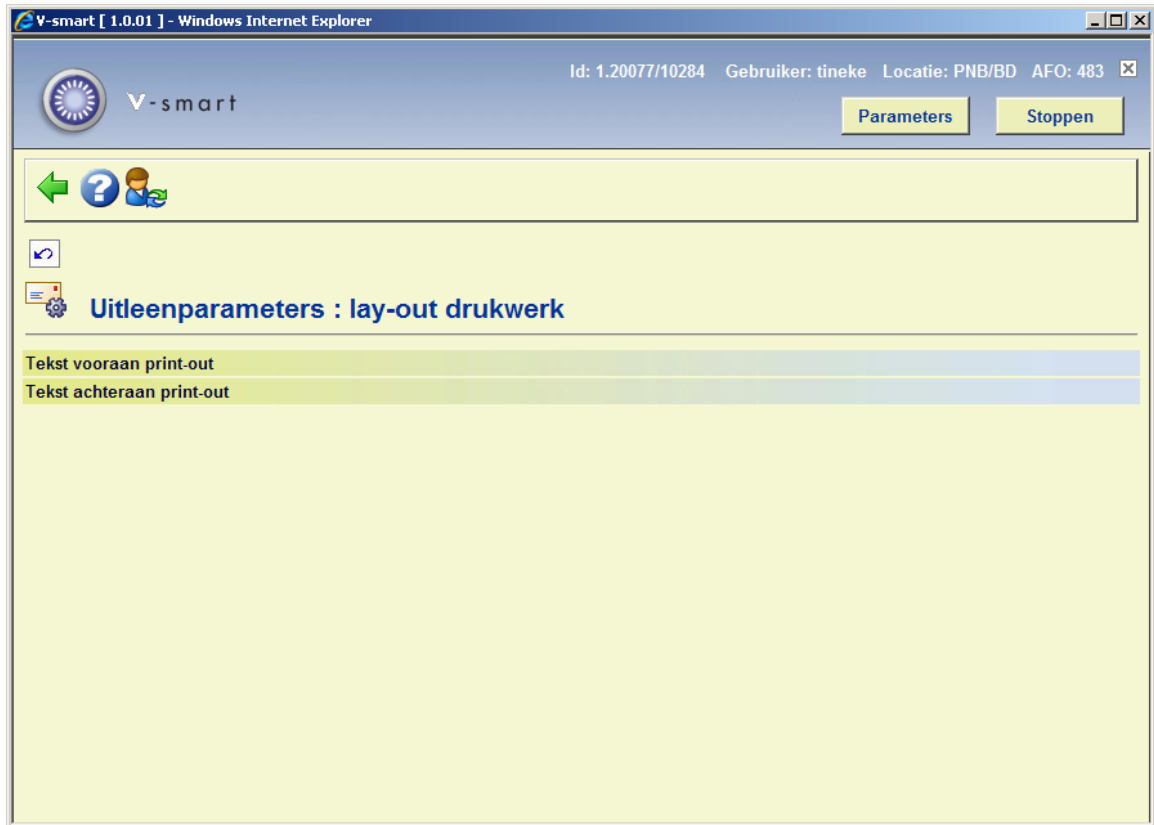 V-smart [ 1.0.01 ] - Windows Internet Explorer
Id: 1.20077/10284 Gebruiker: tineke Locatie: PNB/BD AFO: 483
V-smart
Parameters Stoppen
Uitleenparameters : lay-out drukwerk
Tekst vooraan print-out
Tekst achteraan print-out